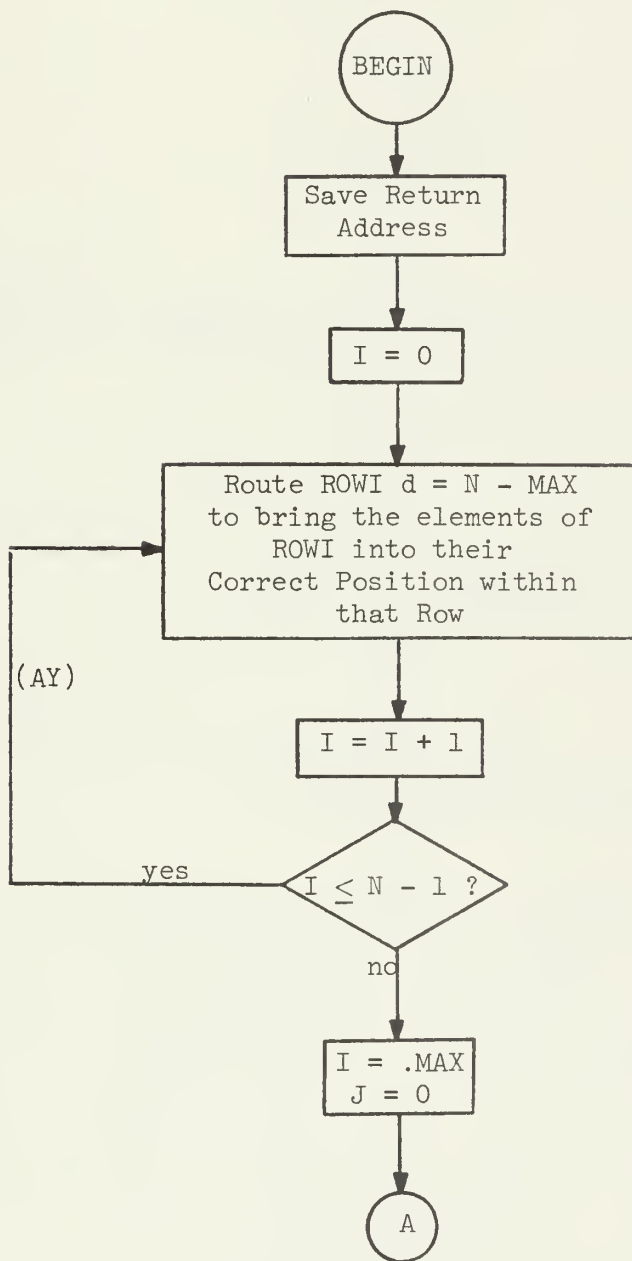 BEGIN
Save Return
Address
I = 0
Route ROWI d = N - MAX
to bring the elements of
ROWI into their
Correct Position within
that Row
(AY)
I = I + 1
yes
I ≤ N - 1 ?
no
I = .MAX
J = 0
A